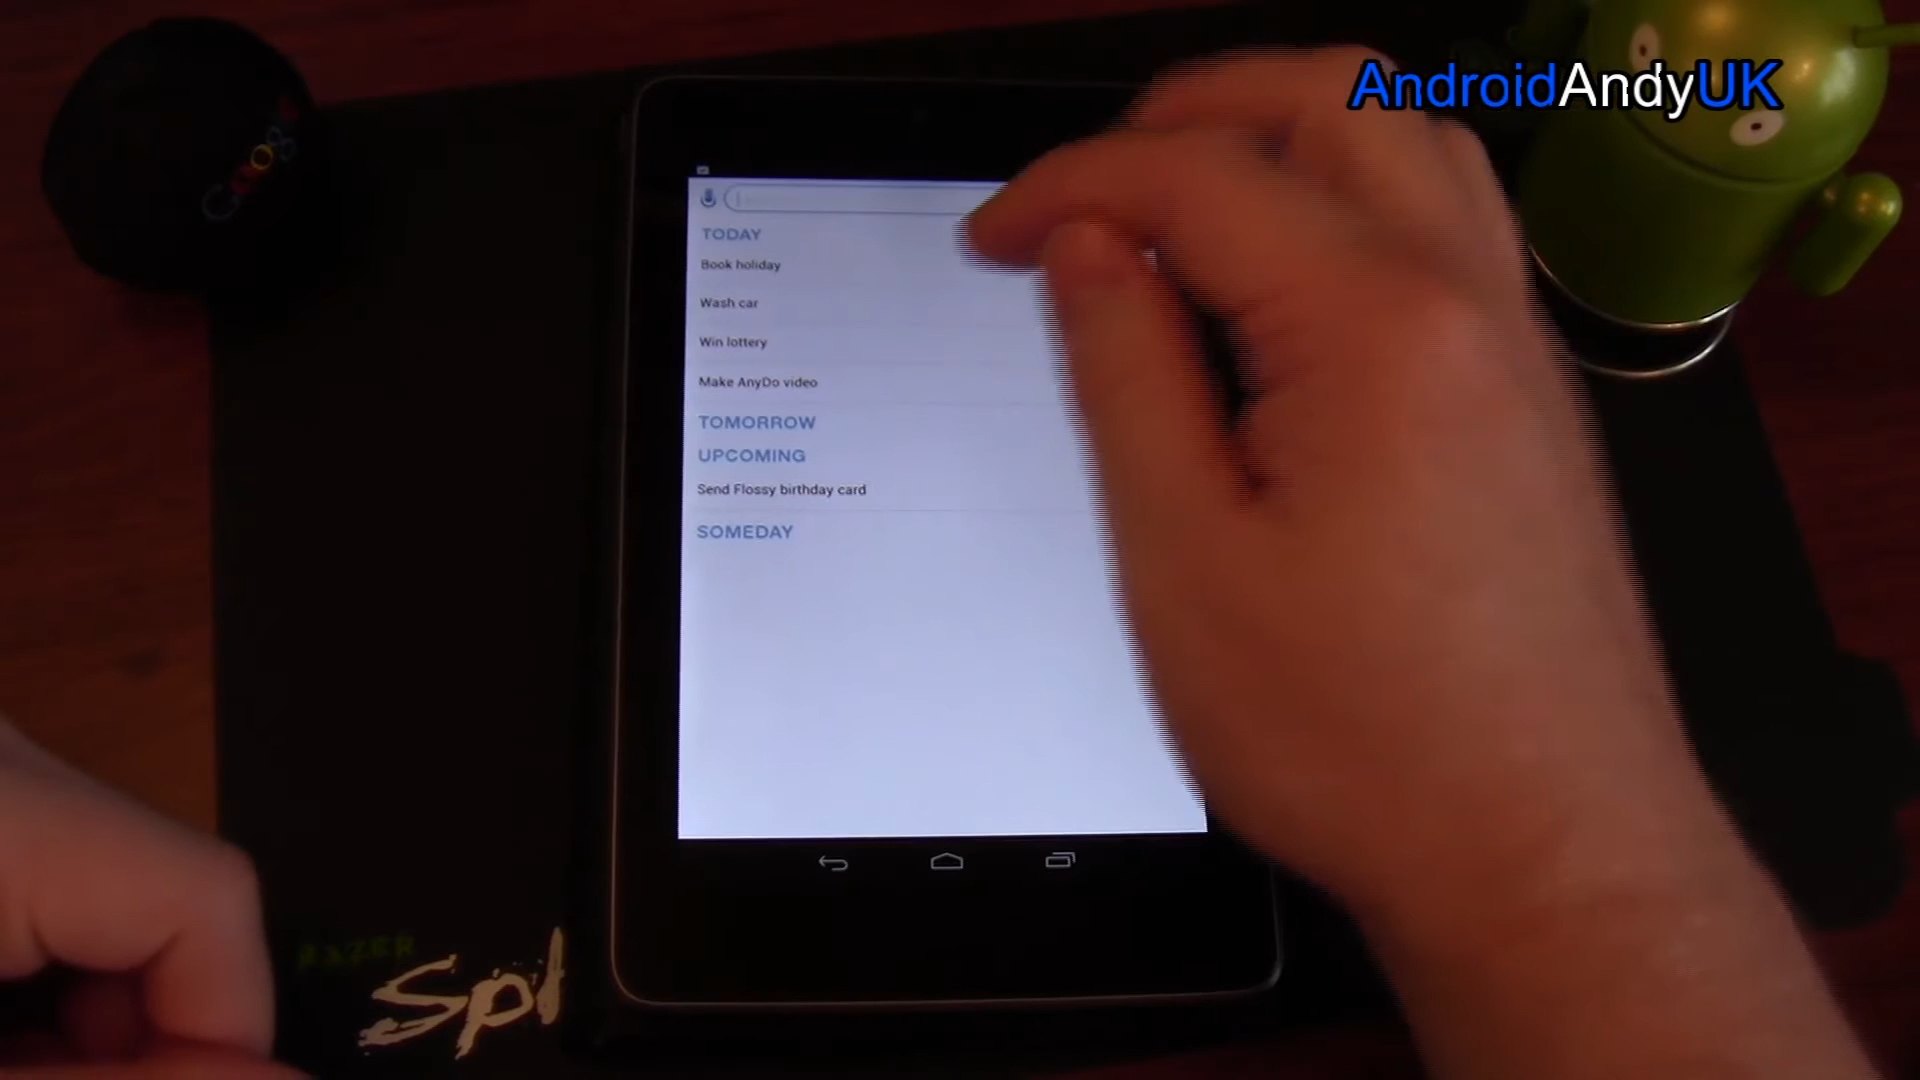 AndroidAndyUK
TODAY
Book holiday
Wash car
Win lottery
Make AnyDo video
TOMORROW
UPCOMING
Send Flossy birthday card
SOMEDAY
RAZER
Spl